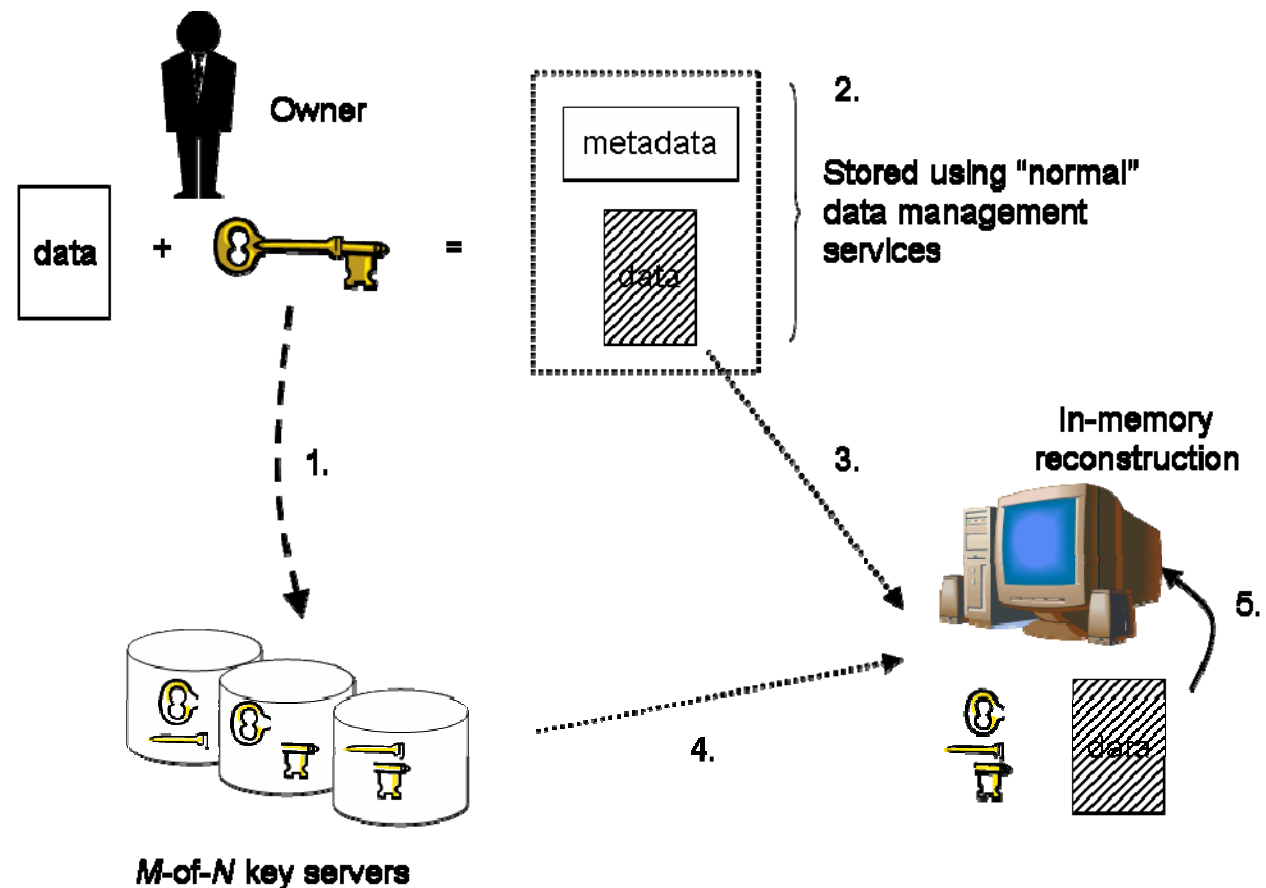 Owner
data
+
=
metadata
data
2.
Stored using “normal”
data management
services
1.
3.
In-memory
reconstruction
5.
4.
data
M-of-N key servers